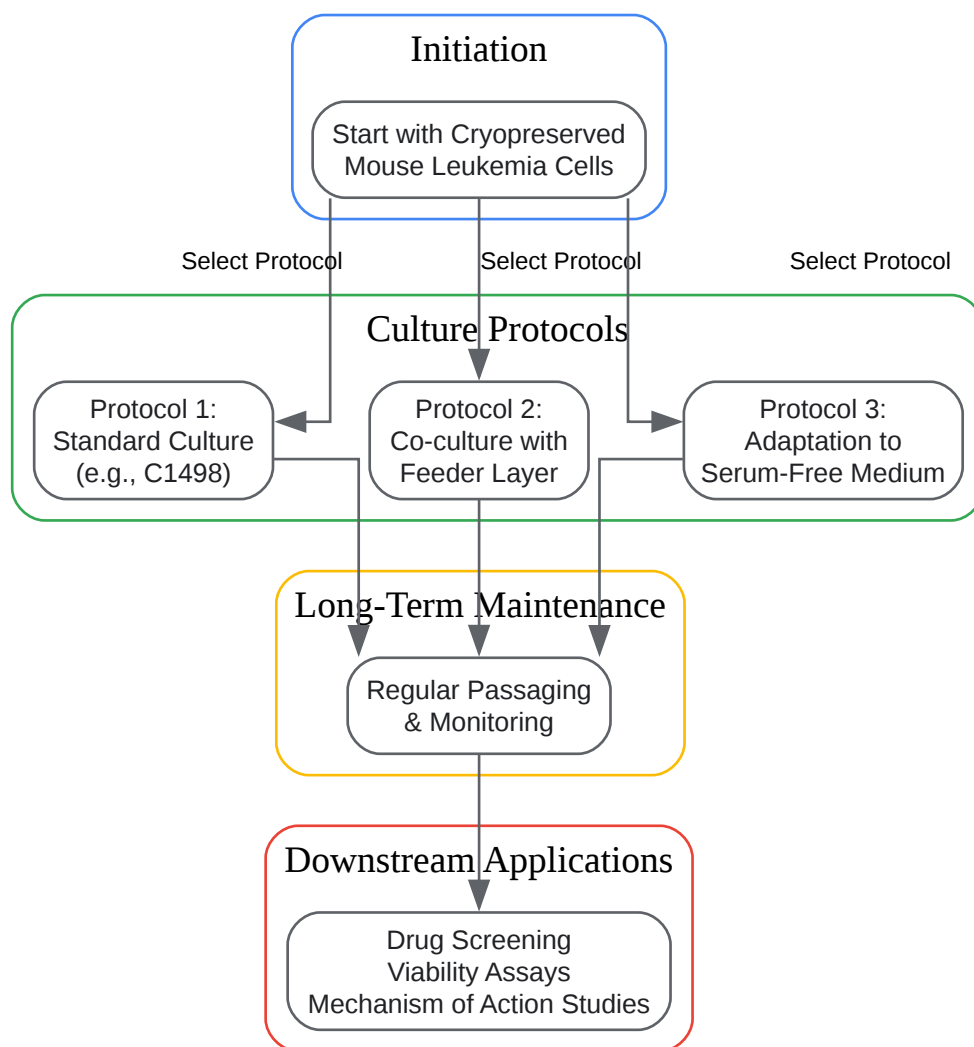 Initiation
Start with Cryopreserved
Mouse Leukemia Cells
Select Protocol
Select Protocol
Select Protocol
Culture Protocols
Protocol 1:
Standard Culture
(e.g., C1498)
Protocol 2:
Co-culture with
Feeder Layer
Protocol 3:
Adaptation to
Serum-Free Medium
Long-Term Maintenance
Regular Passaging
& Monitoring
Downstream Applications
Drug Screening
Viability Assays
Mechanism of Action Studies